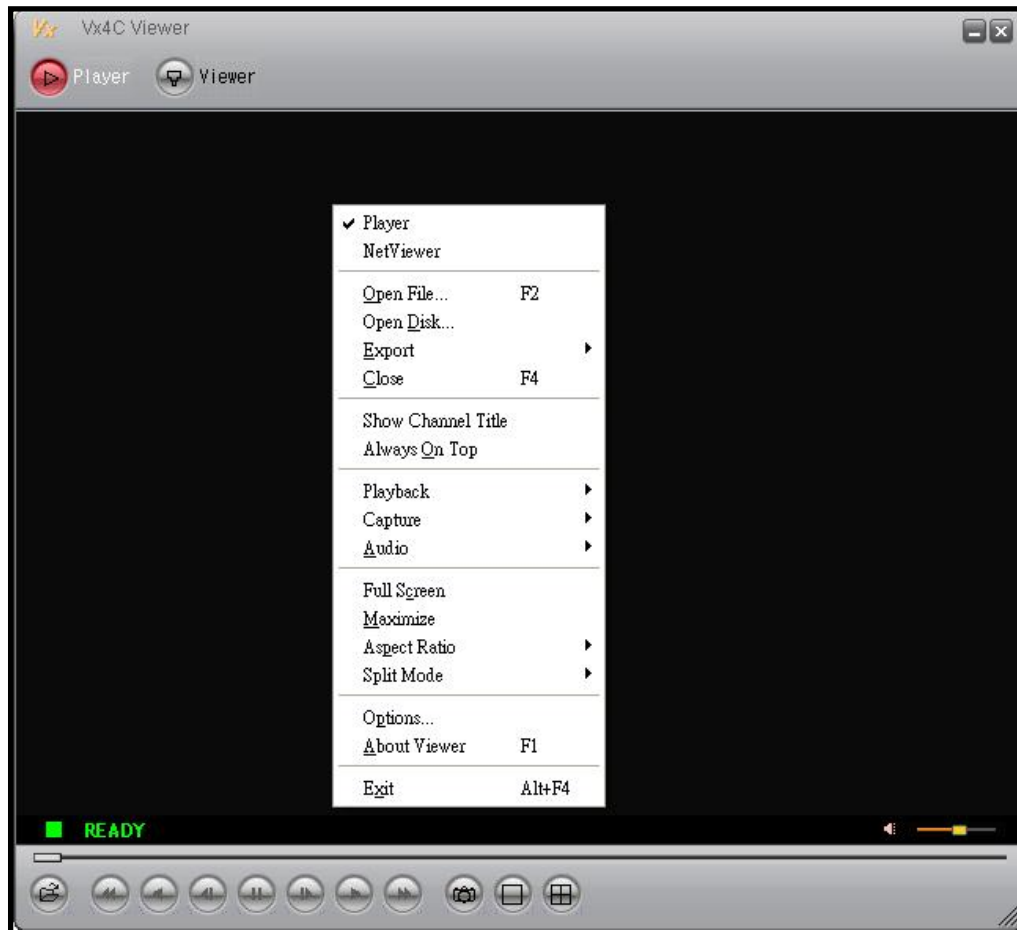 Vx Vx4C Viewer
Player Viewer
Player
NetViewer
Open File... F2
Open Disk...
Export
Close F4
Show Channel Title
Always On Top
Playback
Capture
Audio
Full Screen
Maximize
Aspect Ratio
Split Mode
Options...
About Viewer F1
Exit Alt+F4
READY